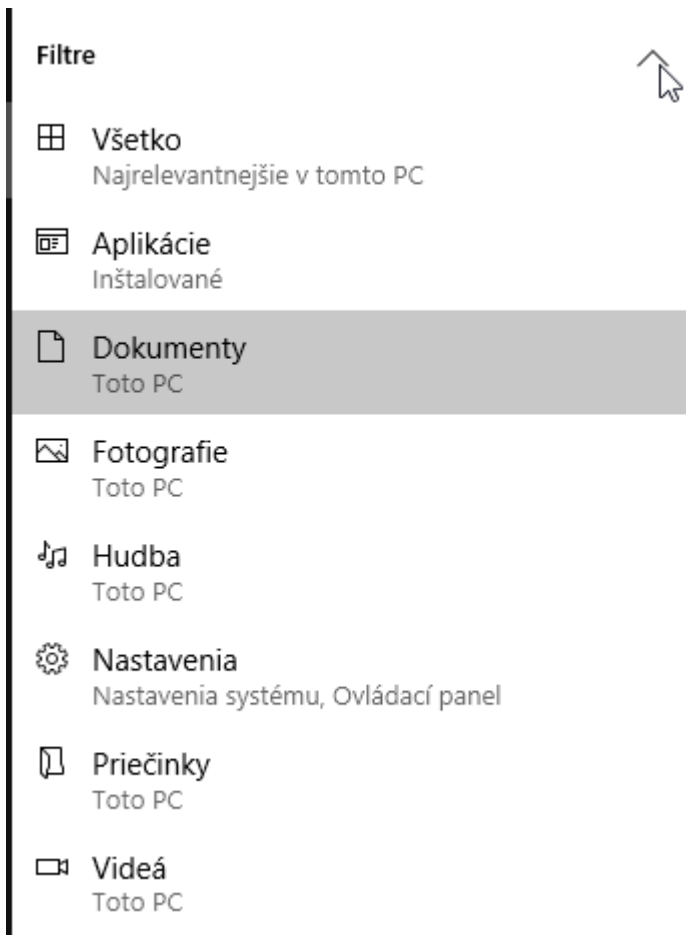 Filtre
Všetko
Najrelevantnejšie v tomto PC
Aplikácie
Inštalované
Dokumenty
Toto PC
Fotografie
Toto PC
Hudba
Toto PC
Nastavenia
Nastavenia systému, Ovládací panel
Priečinky
Toto PC
Videá
Toto PC